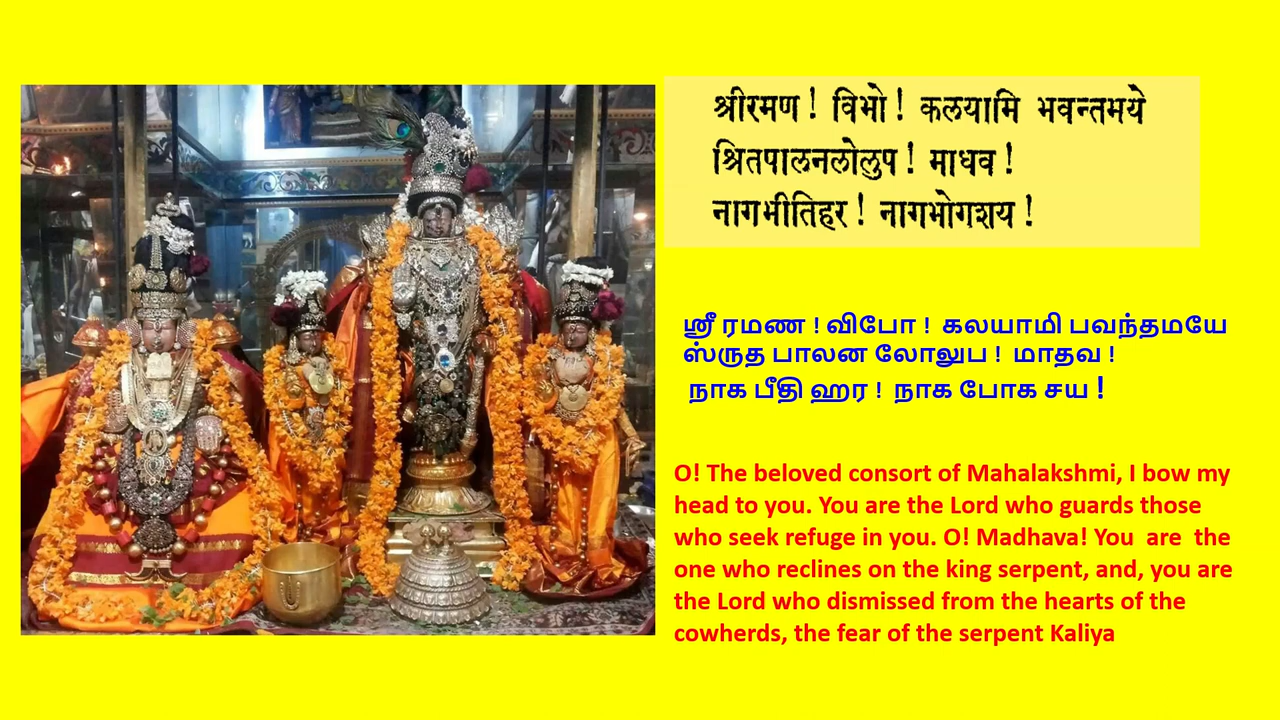 श्रीरमण! विभो! कलयामि भवन्तमये
श्रितपालनलोलुप! माधव!
नागभीतिहर! नागभोगशय!
ஸ்ரீ ரமண ! விபோ ! கலயாமி பவந்தமயே
ஸ்ருத பாலன லோலுப ! மாதவ !
நாக பீதி ஹர ! நாக போக சய !
O! The beloved consort of Mahalakshmi, I bow my
head to you. You are the Lord who guards those
who seek refuge in you. O! Madhava! You are the
one who reclines on the king serpent, and, you are
the Lord who dismissed from the hearts of the
cowherds, the fear of the serpent Kaliya